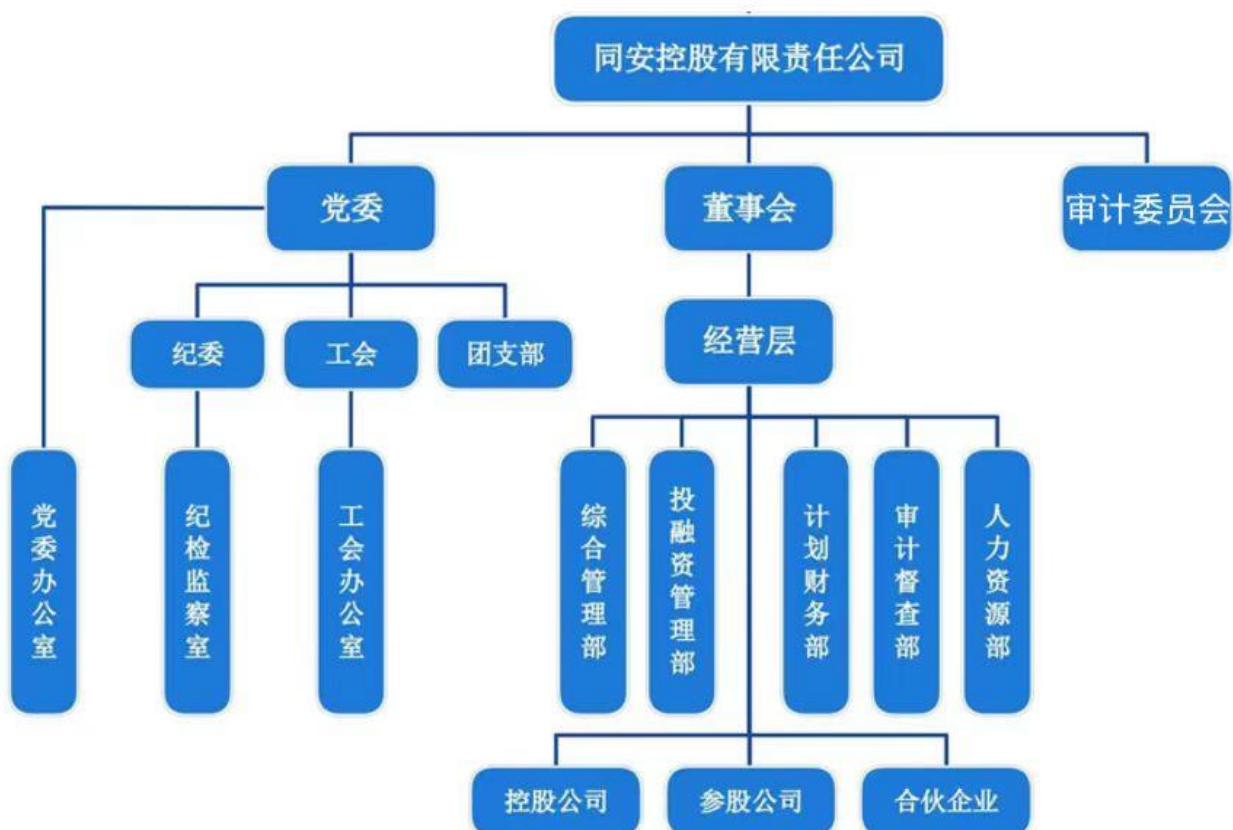 同安控股有限责任公司
党委
董事会
审计委员会
经营层
纪委
工会
团支部
党委办公室
纪检监察室
工会办公室
综合管理部
投融资管理部
计划财务部
审计督查部
人力资源部
控股公司
参股公司
合伙企业